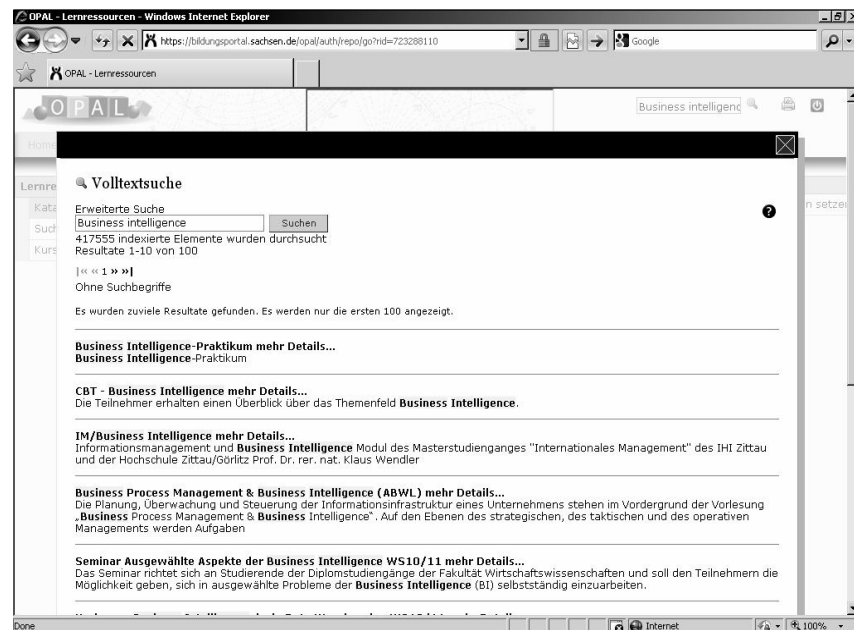 OPAL - Lernressourcen - Windows Internet Explorer
https://bildungsportal.sachsen.de/opal/auth/repo/go?rid=723288110
Google
OPAL - Lernressourcen
OPAL
Business intelligenc
Home
Lernre
Kata
Such
Kurs
n setzen
Volltextsuche
Erweiterte Suche
Business intelligence Suchen
417555 indexierte Elemente wurden durchsucht
Resultate 1-10 von 100
|« « 1 » »|
Ohne Suchbegriffe
Es wurden zuviele Resultate gefunden. Es werden nur die ersten 100 angezeigt.
Business Intelligence-Praktikum mehr Details...
Business Intelligence-Praktikum
CBT - Business Intelligence mehr Details...
Die Teilnehmer erhalten einen Überblick über das Themenfeld Business Intelligence.
IM/Business Intelligence mehr Details...
Informationsmanagement und Business Intelligence Modul des Masterstudienganges "Internationales Management" des IHI Zittau
und der Hochschule Zittau/Görlitz Prof. Dr. rer. nat. Klaus Wendler
Business Process Management & Business Intelligence (ABWL) mehr Details...
Die Planung, Überwachung und Steuerung der Informationsinfrastruktur eines Unternehmens stehen im Vordergrund der Vorlesung
„Business Process Management & Business Intelligence“. Auf den Ebenen des strategischen, des taktischen und des operativen
Managements werden Aufgaben
Seminar Ausgewählte Aspekte der Business Intelligence WS10/11 mehr Details...
Das Seminar richtet sich an Studierende der Diplomstudiengänge der Fakultät Wirtschaftswissenschaften und soll den Teilnehmern die
Möglichkeit geben, sich in ausgewählte Probleme der Business Intelligence (BI) selbstständig einzuarbeiten.
Done
Internet
100%